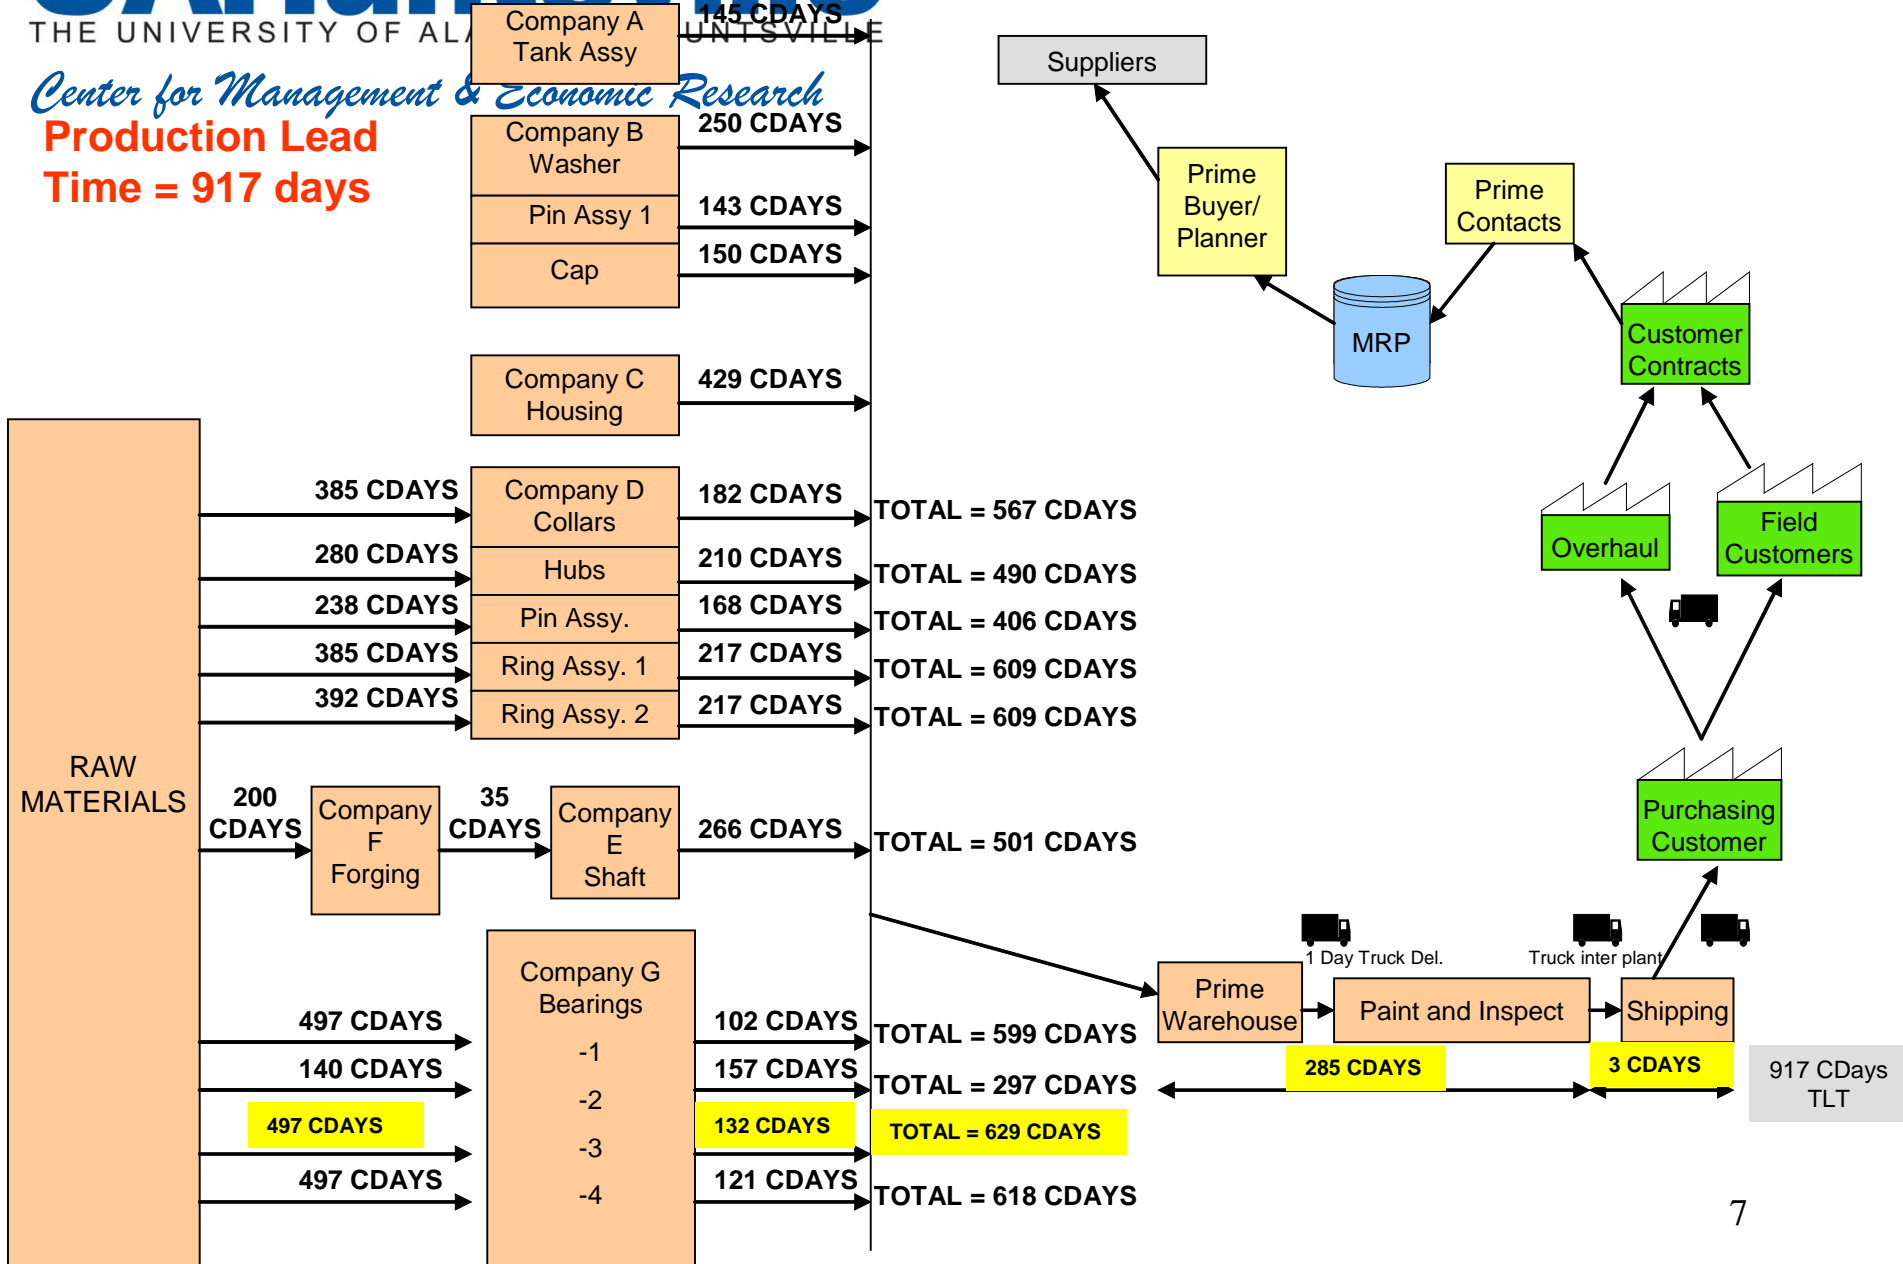 THE UNIVERSITY OF AL
UNTSVILLE
Center for Management & Economic Research
Production Lead
Time = 917 days
Company A
Tank Assy
145 CDAYS
Company B
Washer
250 CDAYS
Pin Assy 1
143 CDAYS
Cap
150 CDAYS
Company C
Housing
429 CDAYS
RAW
MATERIALS
385 CDAYS
Company D
Collars
182 CDAYS
TOTAL = 567 CDAYS
280 CDAYS
Hubs
210 CDAYS
TOTAL = 490 CDAYS
238 CDAYS
Pin Assy.
168 CDAYS
TOTAL = 406 CDAYS
385 CDAYS
Ring Assy. 1
217 CDAYS
TOTAL = 609 CDAYS
392 CDAYS
Ring Assy. 2
217 CDAYS
TOTAL = 609 CDAYS
200
CDAYS
Company
F
Forging
35
CDAYS
Company
E
Shaft
266 CDAYS
TOTAL = 501 CDAYS
Company G
Bearings
497 CDAYS
-1
102 CDAYS
TOTAL = 599 CDAYS
140 CDAYS
-2
157 CDAYS
TOTAL = 297 CDAYS
497 CDAYS
-3
132 CDAYS
TOTAL = 629 CDAYS
497 CDAYS
-4
121 CDAYS
TOTAL = 618 CDAYS
Suppliers
Prime
Buyer/
Planner
Prime
Contacts
MRP
Customer
Contracts
Overhaul
Field
Customers
Purchasing
Customer
1 Day Truck Del.
Truck inter plant
Prime
Warehouse
Paint and Inspect
Shipping
285 CDAYS
3 CDAYS
917 CDays
TLT
7